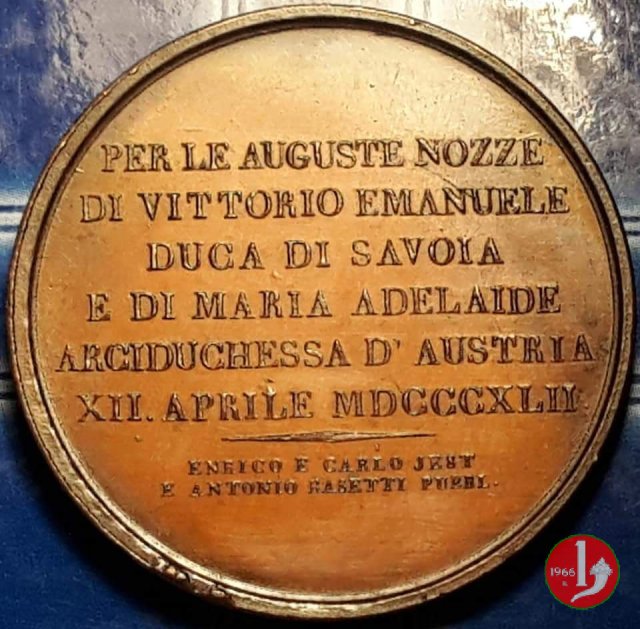 PER LE AUGUSTE NOZZE
DI VITTORIO EMANUELE
DUCA DI SAVOIA
E DI MARIA ADELAIDE
ARCIDUCHESSA D' AUSTRIA
XII. APRILE MDCCCXLII
ENRICO E CARLO JEST
E ANTONIO BASETTI PUBBL.
1966